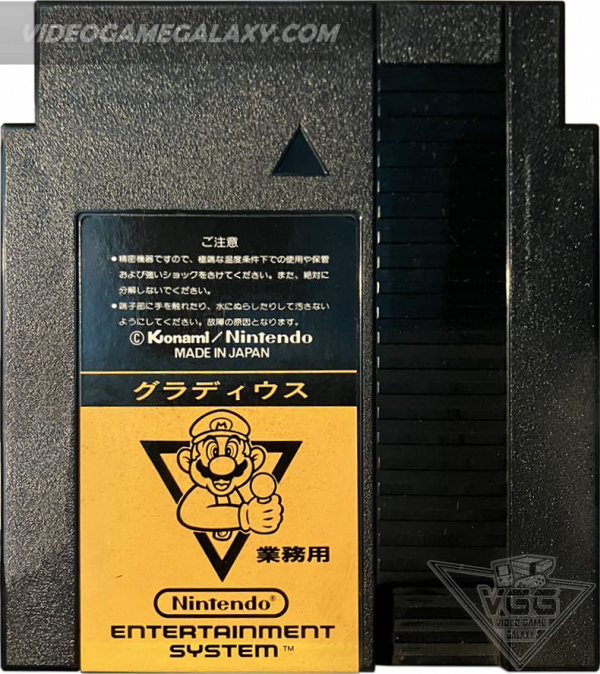 VIDEOGAMEGALAXY.COM
ご注意
●精密機器ですので、極端な温度条件下での使用や保管
および強いショックをさけてください。また、絶対に
分解しないでください。
●端子部に手を触れたり、水にぬらしたりして汚さない
ようにしてください。故障の原因となります。
© Konami/Nintendo
MADE IN JAPAN
グラディウス
M
業務用
Nintendo®
ENTERTAINMENT
SYSTEM™
VGG
VIDEO GAME
GALAXY